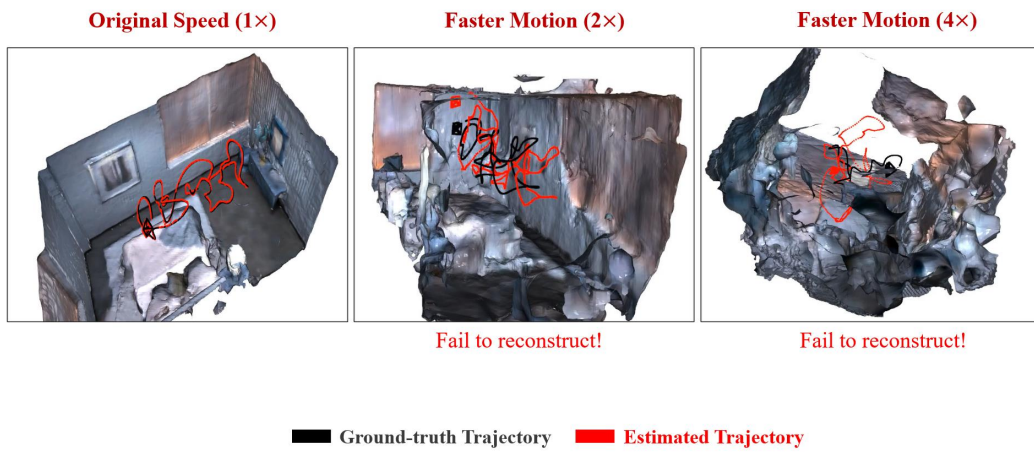 Original Speed (1×)
Faster Motion (2×)
Faster Motion (4×)
Fail to reconstruct!
Fail to reconstruct!
Ground-truth Trajectory
Estimated Trajectory